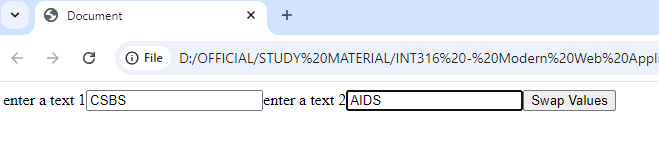 Document
File D:/OFFICIAL/STUDY%20MATERIAL/INT316%20-%20Modern%20Web%20Appli
enter a text 1 CSBS enter a text 2 AIDS Swap Values